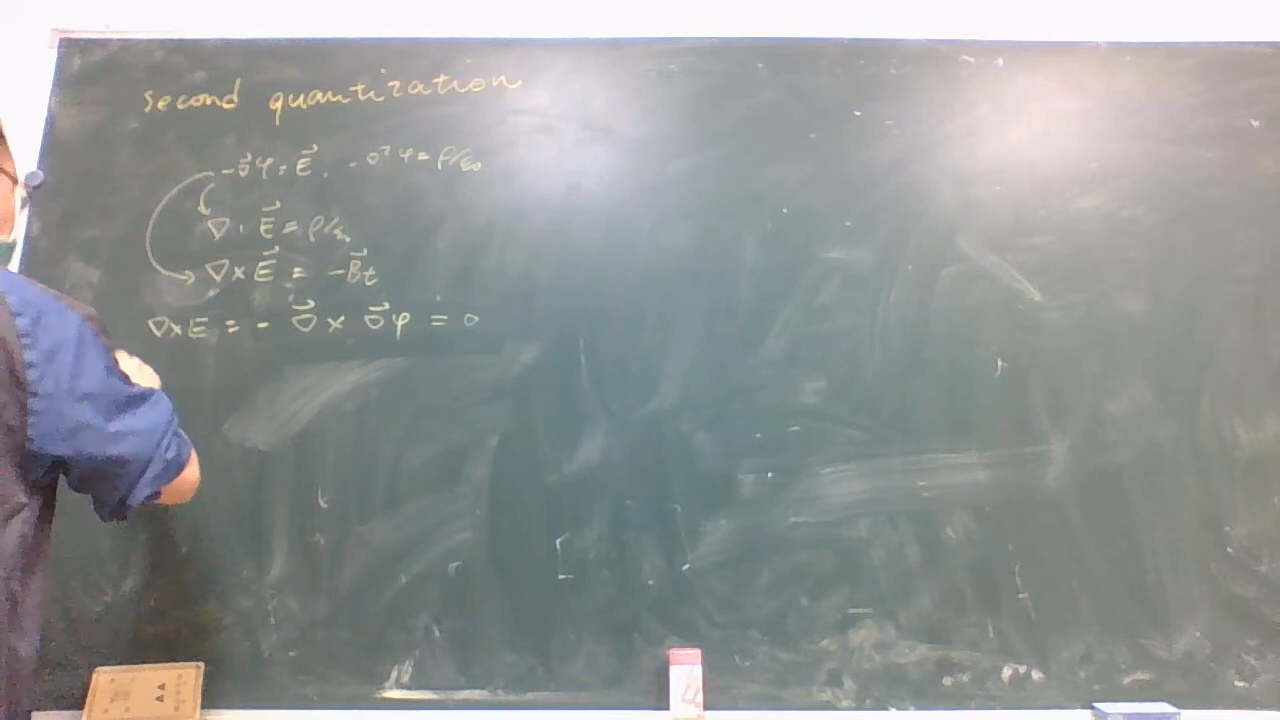 second quantization
-∇⃗φ = E⃗. -∇²φ = ρ/ε₀
∇· E⃗ = ρ/ε₀
∇×E⃗ = -B⃗t
∇×E = - ∇⃗× ∇⃗φ = 0